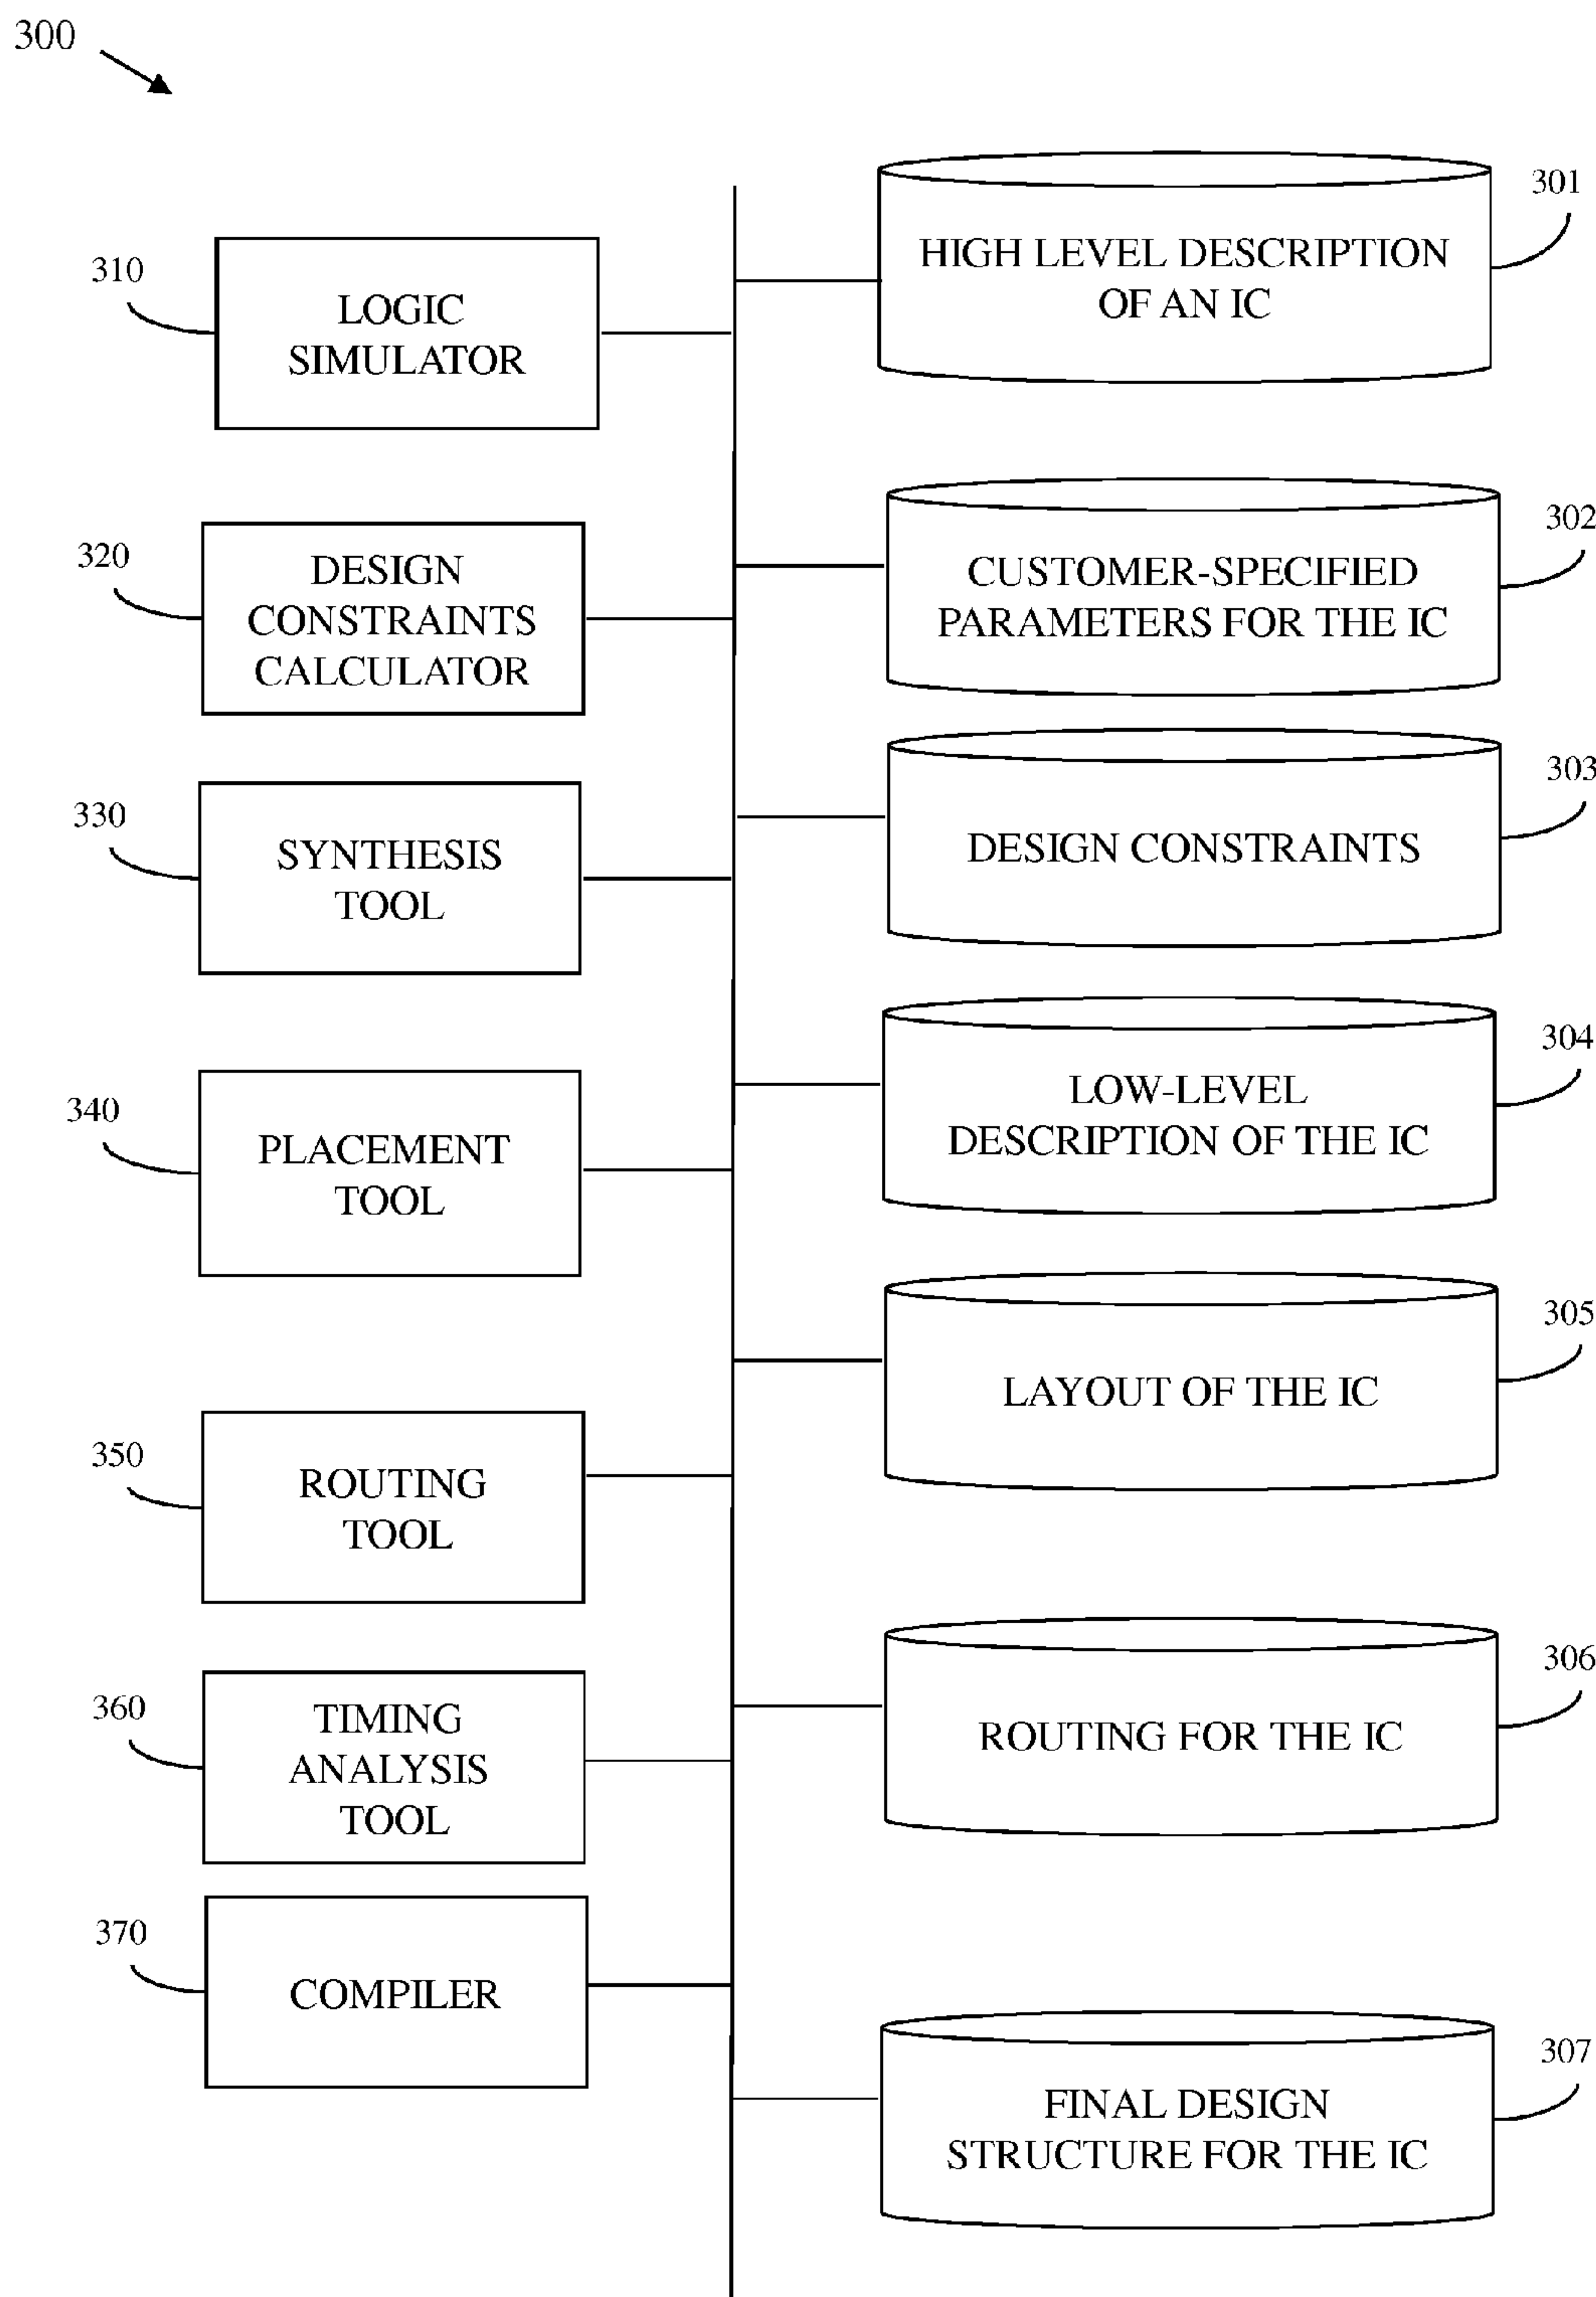 300
301
HIGH LEVEL DESCRIPTION
OF AN IC
310
LOGIC
SIMULATOR
302
CUSTOMER-SPECIFIED
PARAMETERS FOR THE IC
320
DESIGN
CONSTRAINTS
CALCULATOR
303
DESIGN CONSTRAINTS
330
SYNTHESIS
TOOL
304
LOW-LEVEL
DESCRIPTION OF THE IC
340
PLACEMENT
TOOL
305
LAYOUT OF THE IC
350
ROUTING
TOOL
306
ROUTING FOR THE IC
360
TIMING
ANALYSIS
TOOL
370
COMPILER
307
FINAL DESIGN
STRUCTURE FOR THE IC